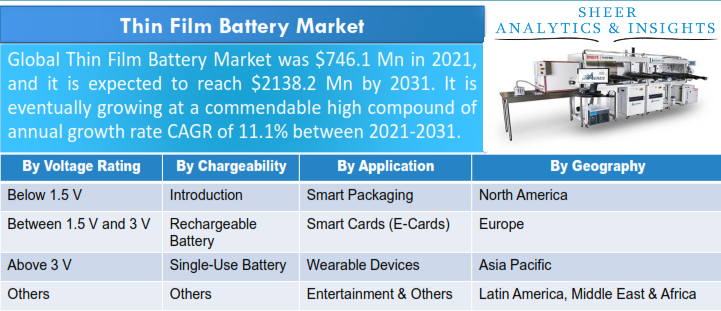 Thin Film Battery Market
SHEER
ANALYTICS & INSIGHTS
Global Thin Film Battery Market was $746.1 Mn in 2021,
and it is expected to reach $2138.2 Mn by 2031. It is
eventually growing at a commendable high compound of
annual growth rate CAGR of 11.1% between 2021-2031.
By Voltage Rating By Chargeability By Application By Geography
Below 1.5 V Introduction Smart Packaging North America
Between 1.5 V and 3 V Rechargeable Smart Cards (E-Cards) Europe
Battery
Above 3 V Single-Use Battery Wearable Devices Asia Pacific
Others Others Entertainment & Others Latin America, Middle East & Africa